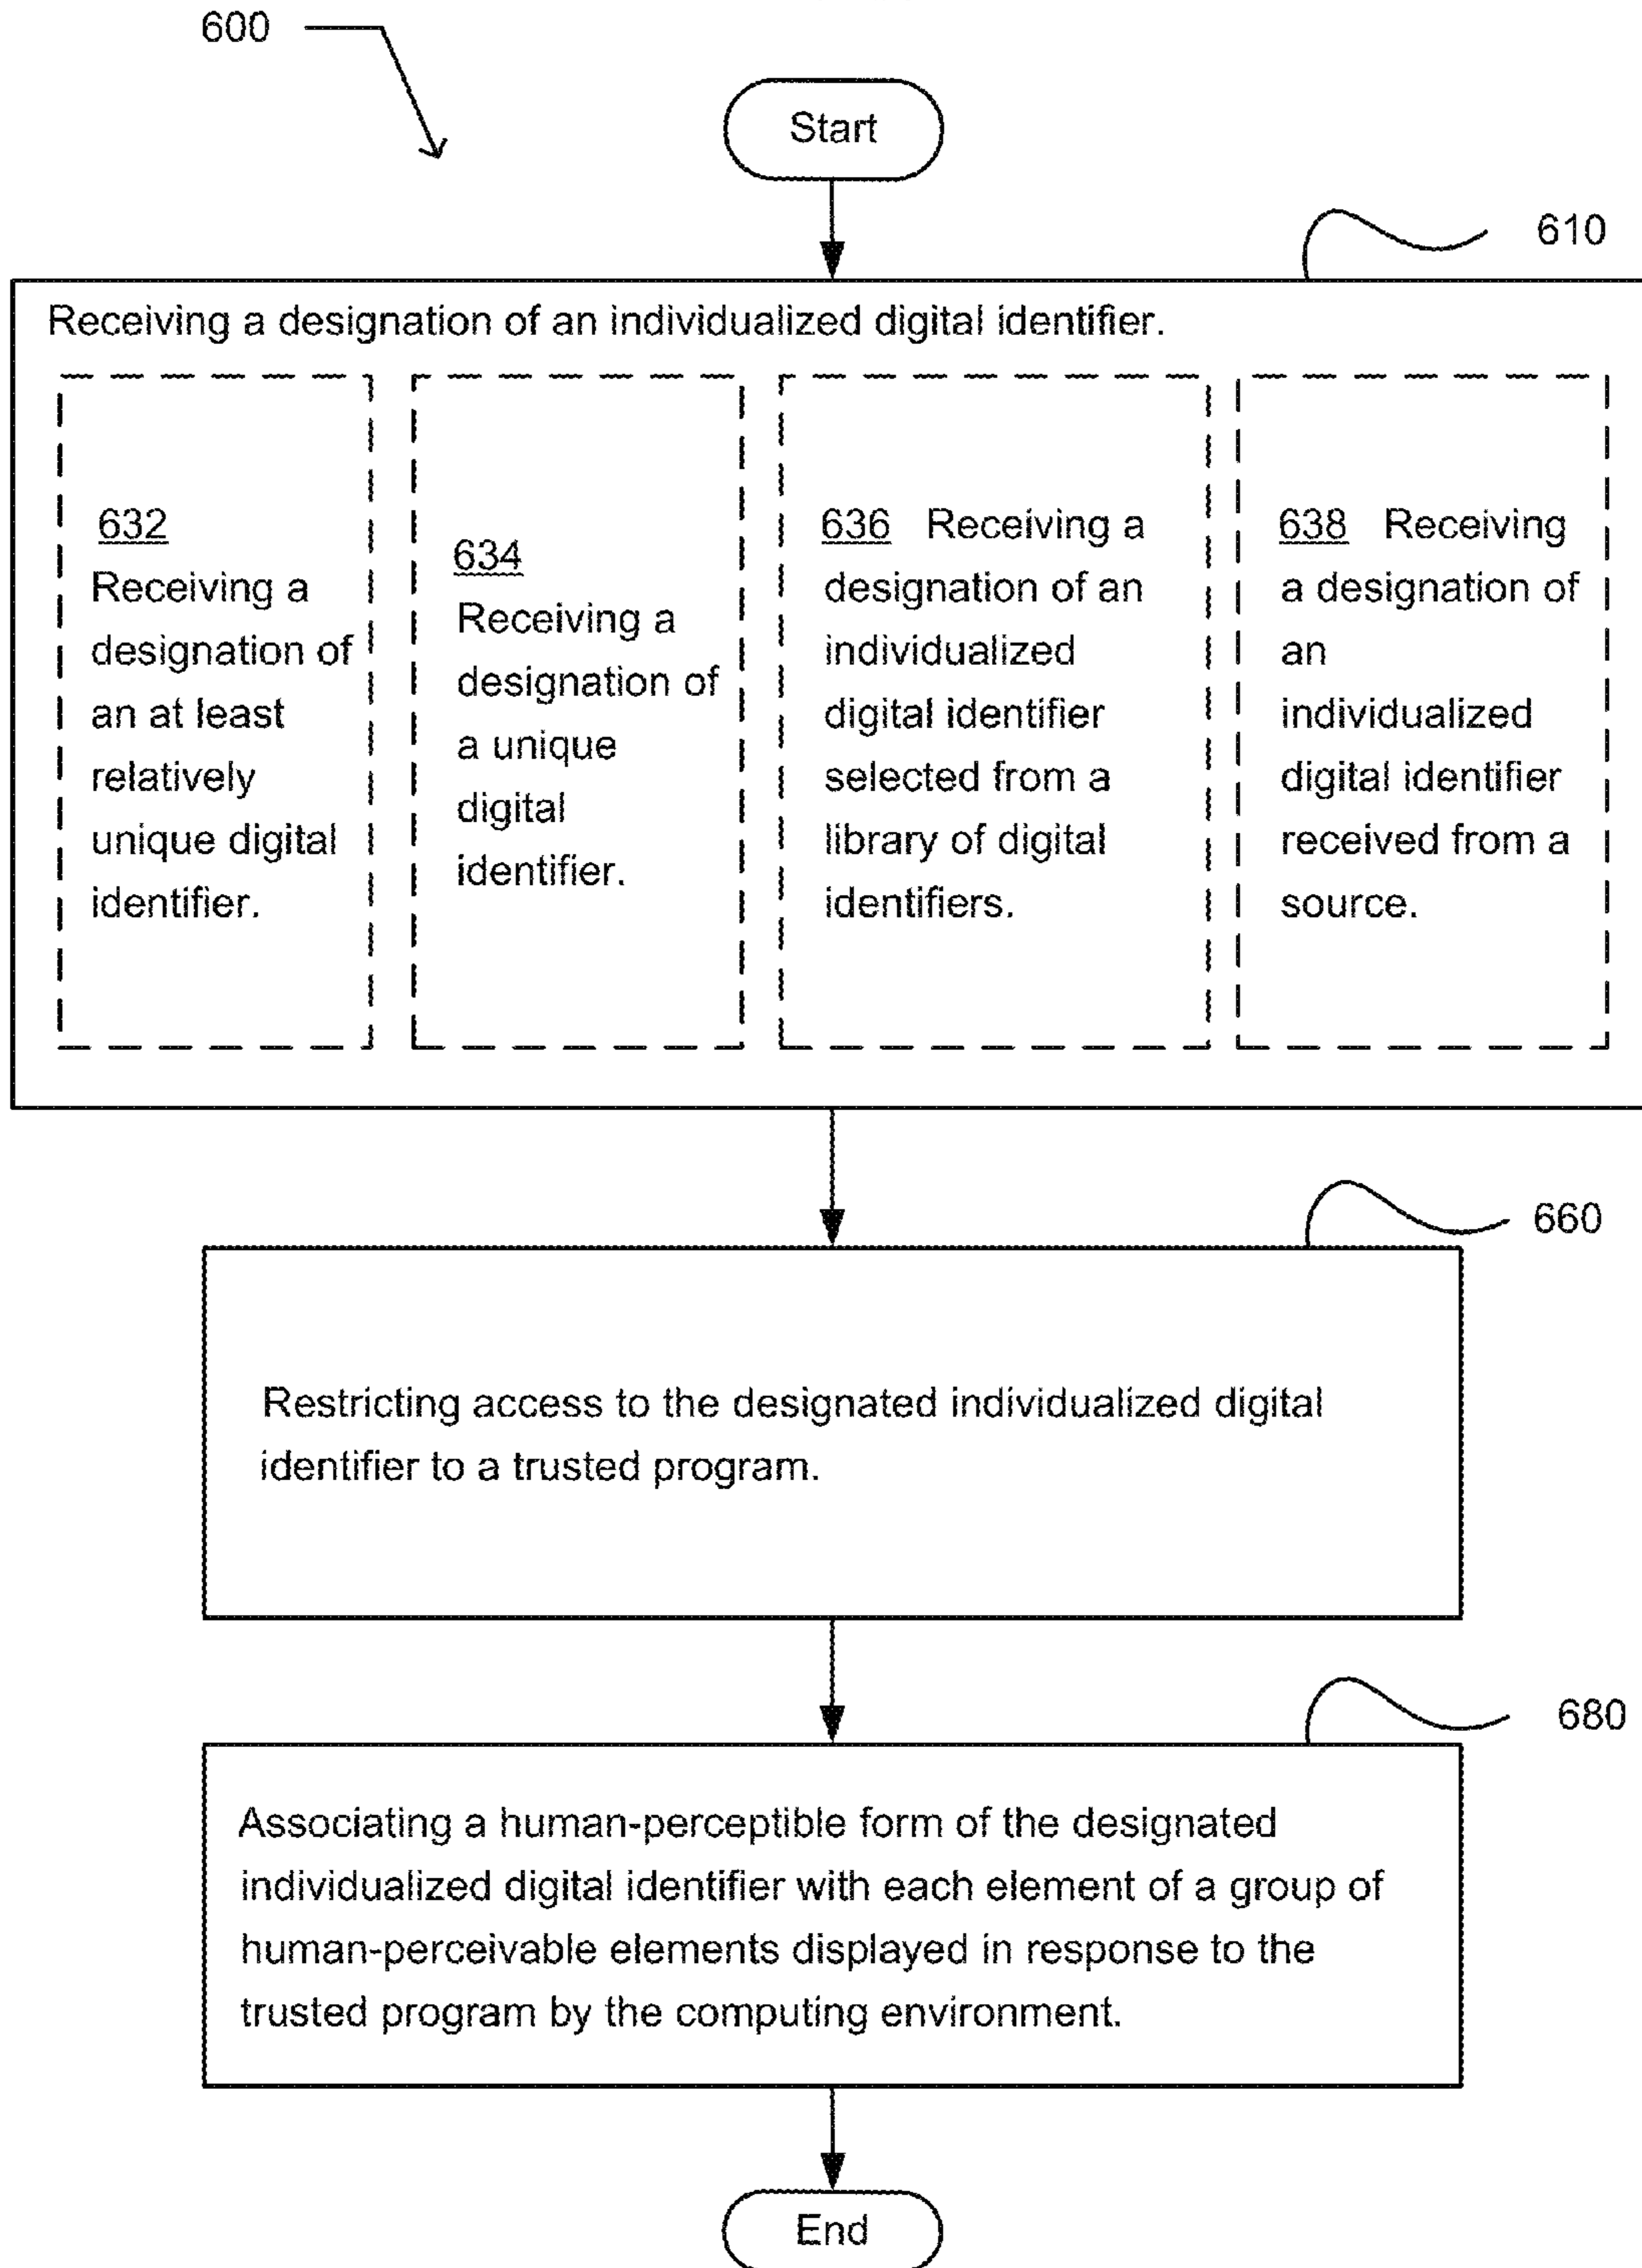 600
Start
610
Receiving a designation of an individualized digital identifier.
632
Receiving a
designation of
an at least
relatively
unique digital
identifier.
634
Receiving a
designation of
a unique
digital
identifier.
636 Receiving a
designation of an
individualized
digital identifier
selected from a
library of digital
identifiers.
638 Receiving
a designation of
an
individualized
digital identifier
received from a
source.
660
Restricting access to the designated individualized digital
identifier to a trusted program.
680
Associating a human-perceptible form of the designated
individualized digital identifier with each element of a group of
human-perceivable elements displayed in response to the
trusted program by the computing environment.
End